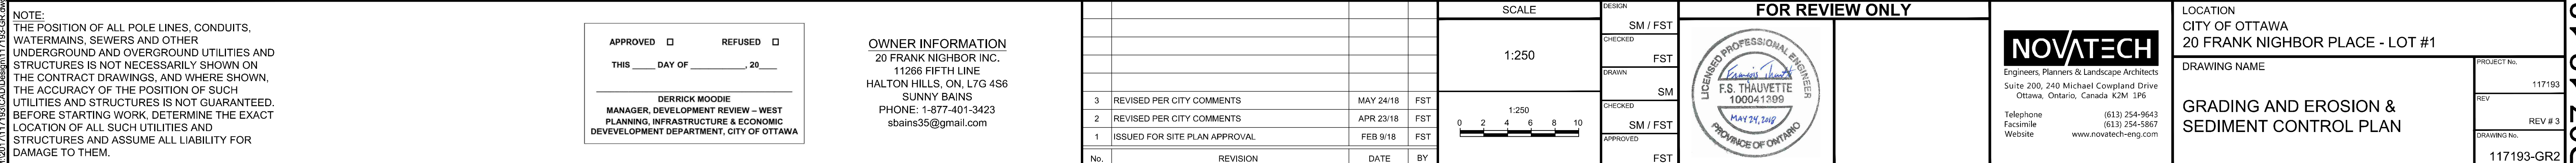 NOTE:
THE POSITION OF ALL POLE LINES, CONDUITS,
WATERMAINS, SEWERS AND OTHER
UNDERGROUND AND OVERGROUND UTILITIES AND
STRUCTURES IS NOT NECESSARILY SHOWN ON
THE CONTRACT DRAWINGS, AND WHERE SHOWN,
THE ACCURACY OF THE POSITION OF SUCH
UTILITIES AND STRUCTURES IS NOT GUARANTEED.
BEFORE STARTING WORK, DETERMINE THE EXACT
LOCATION OF ALL SUCH UTILITIES AND
STRUCTURES AND ASSUME ALL LIABILITY FOR
DAMAGE TO THEM.
APPROVED ☐ REFUSED ☐
THIS _____ DAY OF ____________, 20____
DERRICK MOODIE
MANAGER, DEVELOPMENT REVIEW – WEST
PLANNING, INFRASTRUCTURE & ECONOMIC
DEVEVELOPMENT DEPARTMENT, CITY OF OTTAWA
OWNER INFORMATION
20 FRANK NIGHBOR INC.
11266 FIFTH LINE
HALTON HILLS, ON, L7G 4S6
SUNNY BAINS
PHONE: 1-877-401-3423
sbains35@gmail.com
3 REVISED PER CITY COMMENTS MAY 24/18 FST
2 REVISED PER CITY COMMENTS APR 23/18 FST
1 ISSUED FOR SITE PLAN APPROVAL FEB 9/18 FST
No. REVISION DATE BY
SCALE
1:250
1:250
0 2 4 6 8 10
DESIGN
SM / FST
CHECKED
FST
DRAWN
SM
CHECKED
SM / FST
APPROVED
FST
FOR REVIEW ONLY
LICENSED PROFESSIONAL ENGINEER
F.S. THAUVETTE
100041399
MAY 24, 2018
PROVINCE OF ONTARIO
NOVATECH
Engineers, Planners & Landscape Architects
Suite 200, 240 Michael Cowpland Drive
Ottawa, Ontario, Canada K2M 1P6
Telephone (613) 254-9643
Facsimile (613) 254-5867
Website www.novatech-eng.com
LOCATION
CITY OF OTTAWA
20 FRANK NIGHBOR PLACE - LOT #1
DRAWING NAME
GRADING AND EROSION &
SEDIMENT CONTROL PLAN
PROJECT No.
117193
REV
REV # 3
DRAWING No.
117193-GR2